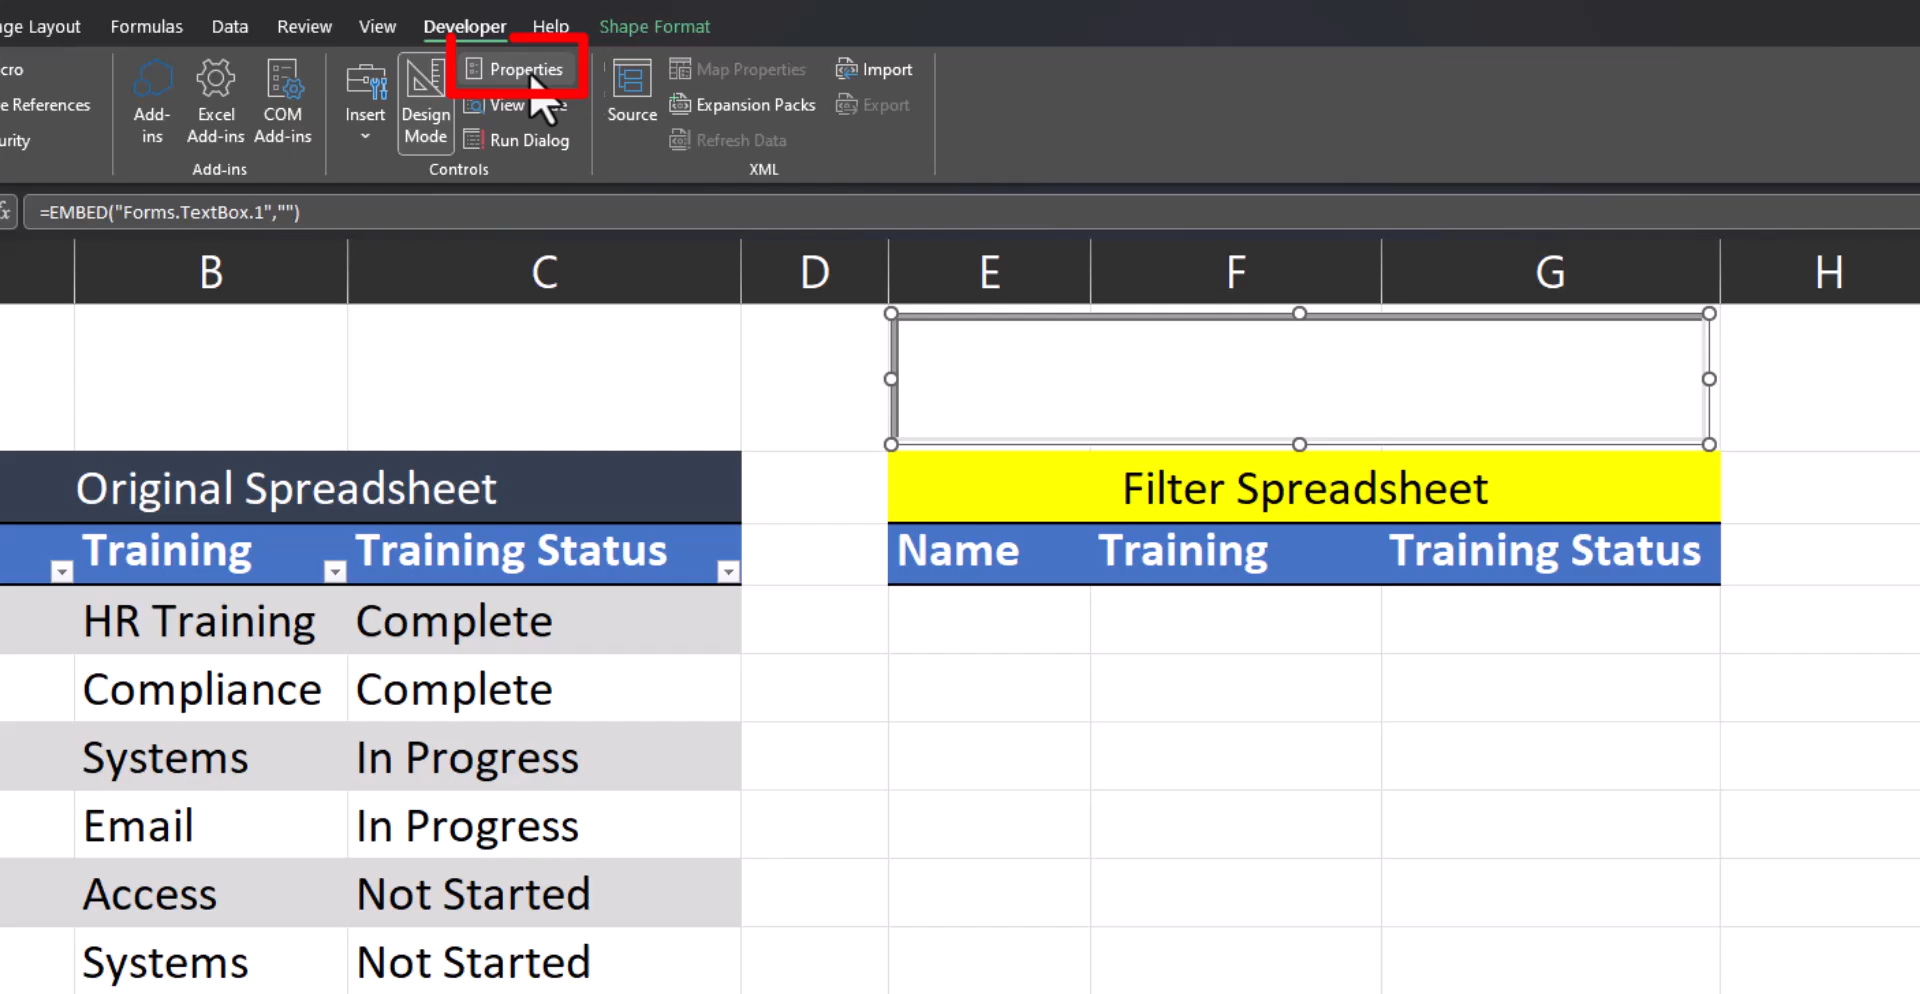 ge Layout Formulas Data Review View Developer Help Shape Format
cro Properties Map Properties Import
e References View Expansion Packs Export
urity Run Dialog Refresh Data
Add-ins Excel Add-ins COM Add-ins Insert Design Mode Source
Add-ins Controls XML
fx =EMBED("Forms.TextBox.1","")
B C D E F G H
Original Spreadsheet Filter Spreadsheet
Training Training Status Name Training Training Status
HR Training Complete
Compliance Complete
Systems In Progress
Email In Progress
Access Not Started
Systems Not Started